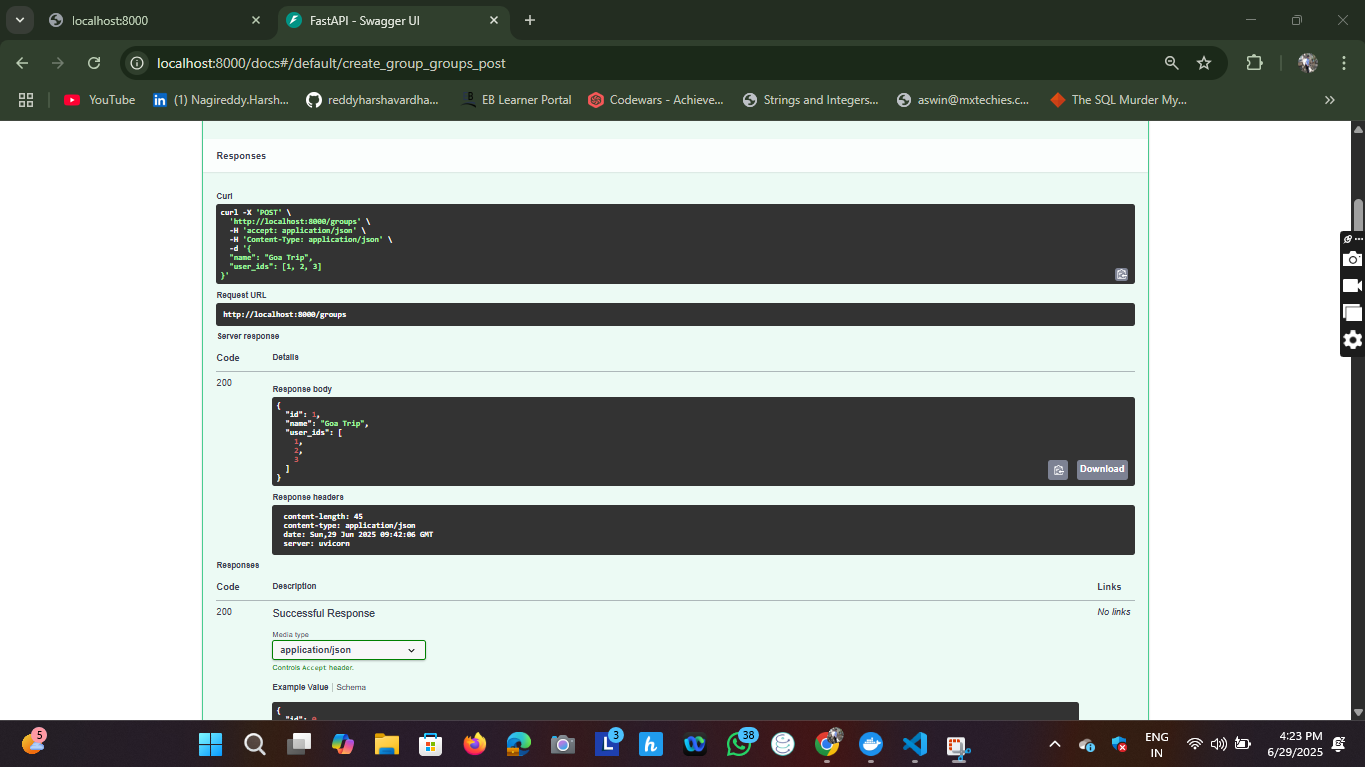 localhost:8000
FastAPI - Swagger UI
localhost:8000/docs#/default/create_group_groups_post
YouTube
(1) Nagireddy.Harsh...
reddyharshavardha...
EB Learner Portal
Codewars - Achieve...
Strings and Integers...
aswin@mxtechies.c...
The SQL Murder My...
Responses
Curl
curl -X 'POST' \
'http://localhost:8000/groups' \
-H 'accept: application/json' \
-H 'Content-Type: application/json' \
-d '{
"name": "Goa Trip",
"user_ids": [1, 2, 3]
}'
Request URL
http://localhost:8000/groups
Server response
Code Details
200
Response body
{
"id": 1,
"name": "Goa Trip",
"user_ids": [
1,
2,
3
]
}
Download
Response headers
content-length: 45
content-type: application/json
date: Sun,29 Jun 2025 09:42:06 GMT
server: uvicorn
Responses
Code Description Links
200 Successful Response No links
Media type
application/json
Controls Accept header.
Example Value | Schema
{
"id": 0
5
3
38
ENG
IN
4:23 PM
6/29/2025